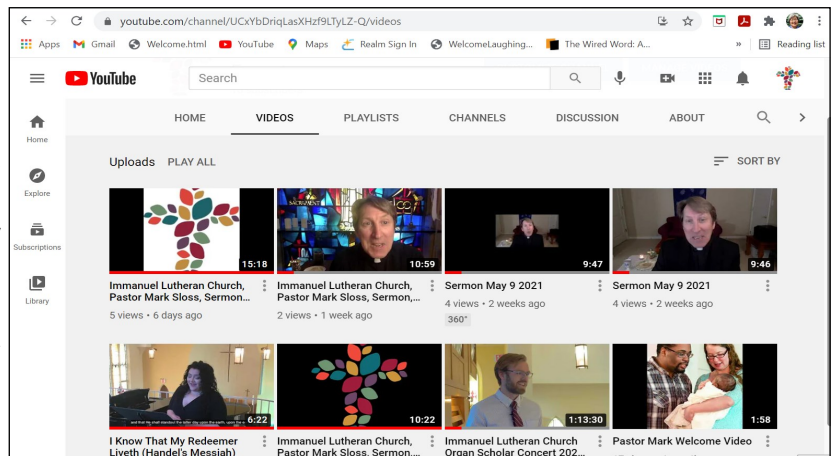 youtube.com/channel/UCxYbDriqLasXHzf9LTyLZ-Q/videos
Apps Gmail Welcome.html YouTube Maps Realm Sign In WelcomeLaughing... The Wired Word: A... » Reading list
YouTube Search
HOME VIDEOS PLAYLISTS CHANNELS DISCUSSION ABOUT
Home
Explore
Subscriptions
Library
Uploads PLAY ALL SORT BY
SACRAMENT
15:18 10:59 9:47 9:46
Immanuel Lutheran Church,
Pastor Mark Sloss, Sermon...
5 views • 6 days ago
Immanuel Lutheran Church,
Pastor Mark Sloss, Sermon,...
2 views • 1 week ago
Sermon May 9 2021
4 views • 2 weeks ago
360°
Sermon May 9 2021
4 views • 2 weeks ago
6:22 10:22 1:13:30 1:58
I Know That My Redeemer
Liveth (Handel's Messiah)
Immanuel Lutheran Church,
Pastor Mark Sloss, Sermon,...
Immanuel Lutheran Church
Organ Scholar Concert 202...
Pastor Mark Welcome Video